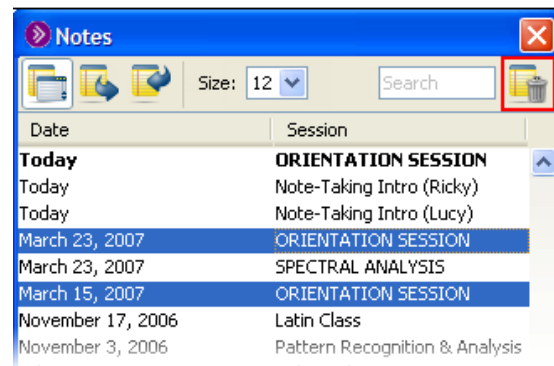 Notes
Size: 12 Search
Date Session
Today ORIENTATION SESSION
Today Note-Taking Intro (Ricky)
Today Note-Taking Intro (Lucy)
March 23, 2007 ORIENTATION SESSION
March 23, 2007 SPECTRAL ANALYSIS
March 15, 2007 ORIENTATION SESSION
November 17, 2006 Latin Class
November 3, 2006 Pattern Recognition & Analysis